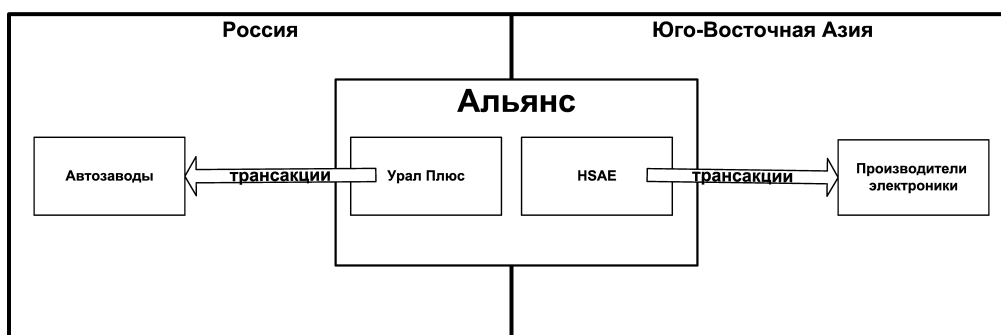 Россия
Юго-Восточная Азия
Альянс
Автозаводы
трансакции
Урал Плюс
HSAE
трансакции
Производители
электроники